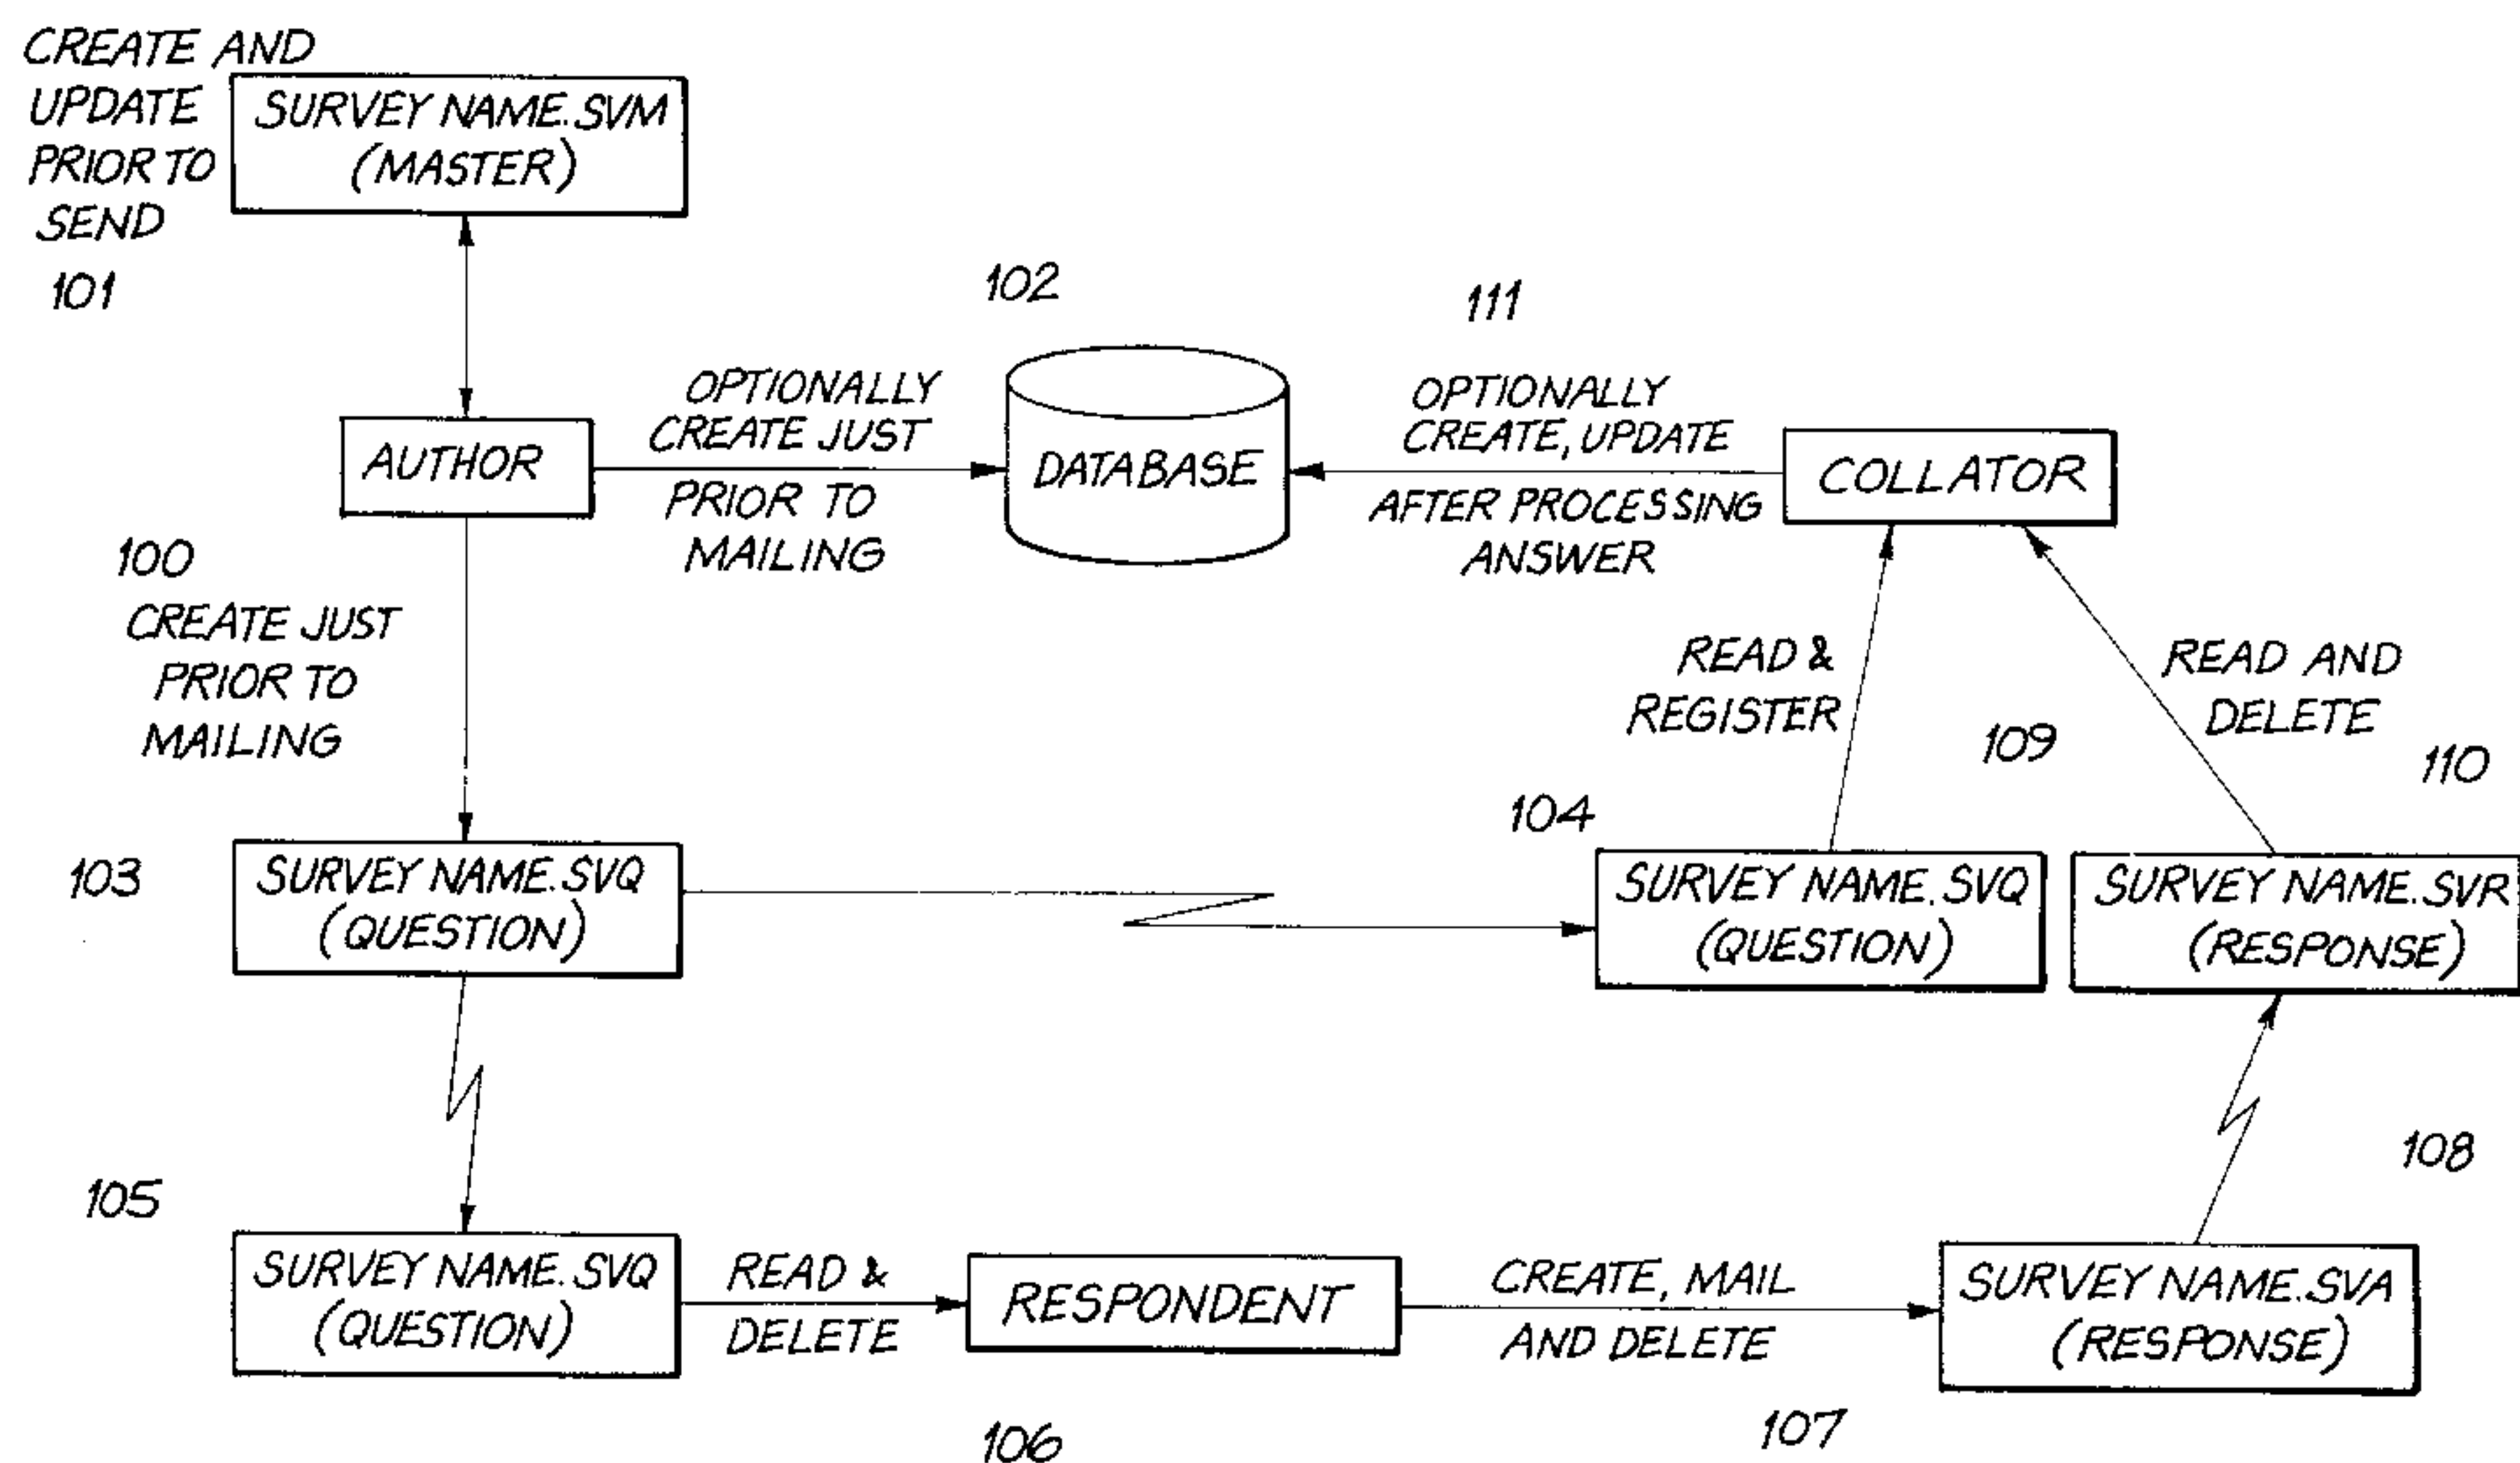 CREATE AND
UPDATE
PRIOR TO
SEND
101
SURVEY NAME.SVM
(MASTER)
102
111
AUTHOR
OPTIONALLY
CREATE JUST
PRIOR TO
MAILING
DATABASE
OPTIONALLY
CREATE, UPDATE
AFTER PROCESSING
ANSWER
COLLATOR
100
CREATE JUST
PRIOR TO
MAILING
READ &
REGISTER
109
READ AND
DELETE
110
103
SURVEY NAME.SVQ
(QUESTION)
104
SURVEY NAME.SVQ
(QUESTION)
SURVEY NAME.SVR
(RESPONSE)
108
105
SURVEY NAME.SVQ
(QUESTION)
READ &
DELETE
RESPONDENT
106
CREATE, MAIL
AND DELETE
107
SURVEY NAME.SVA
(RESPONSE)